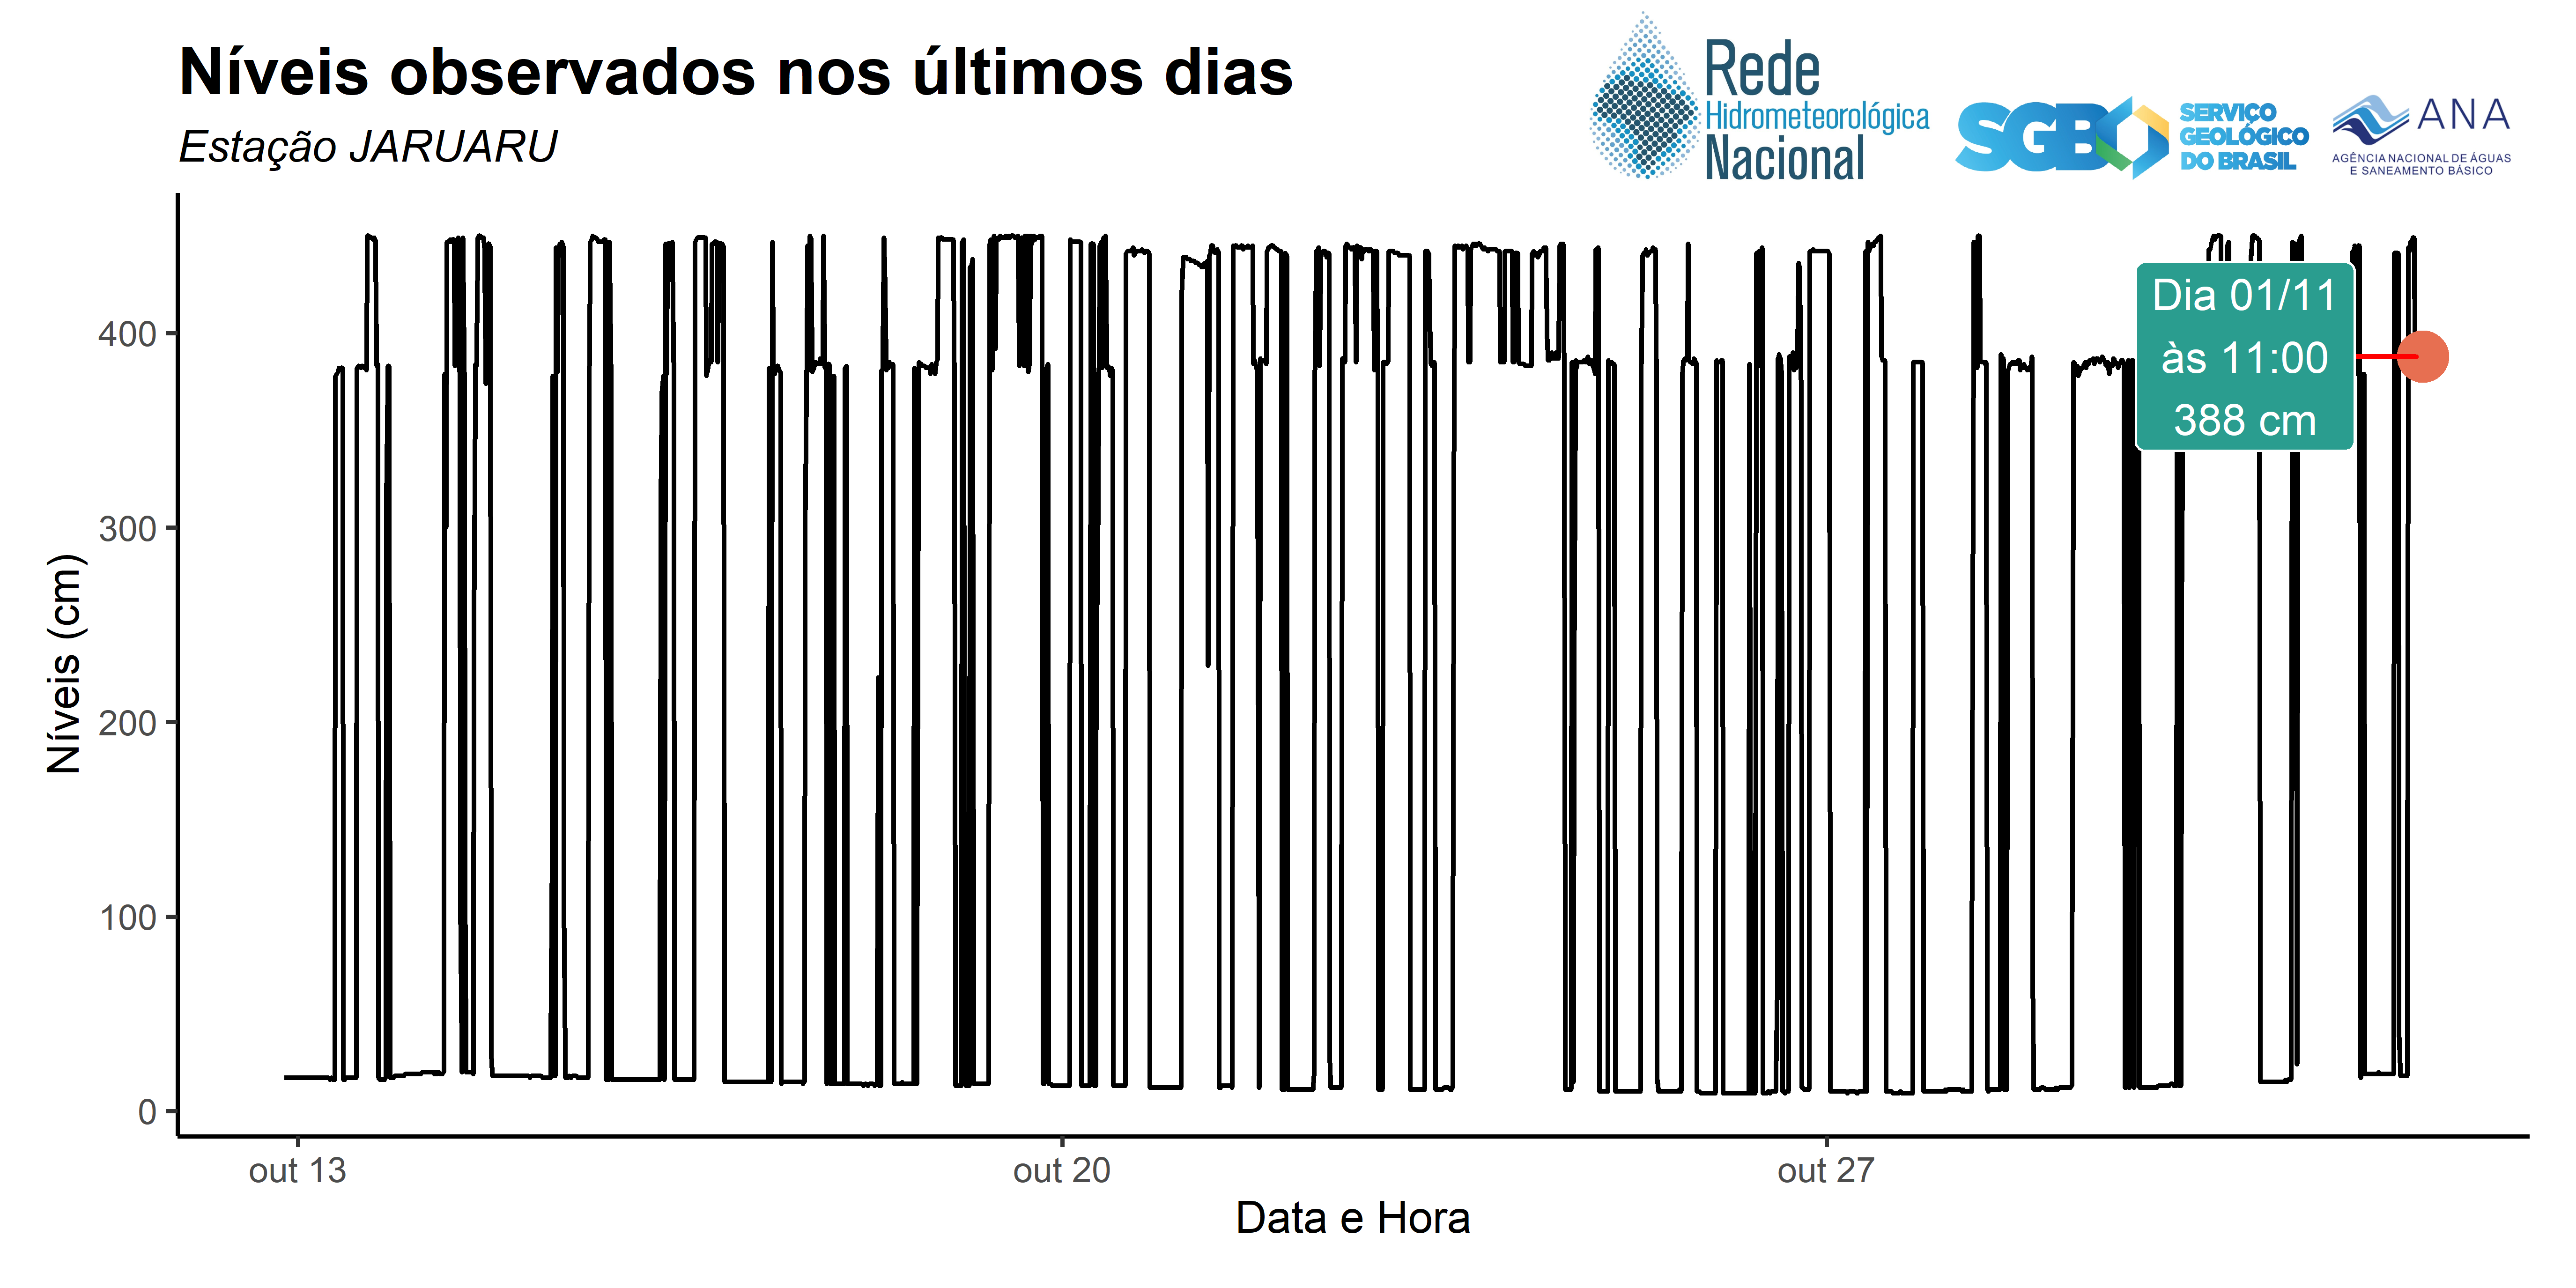 Níveis observados nos últimos dias
Estação JARUARU
Rede
Hidrometeorológica
Nacional
SGB
SERVIÇO
GEOLÓGICO
DO BRASIL
ANA
AGÊNCIA NACIONAL DE ÁGUAS
E SANEAMENTO BÁSICO
Níveis (cm)
400
300
200
100
0
Dia 01/11
às 11:00
388 cm
out 13
out 20
out 27
Data e Hora